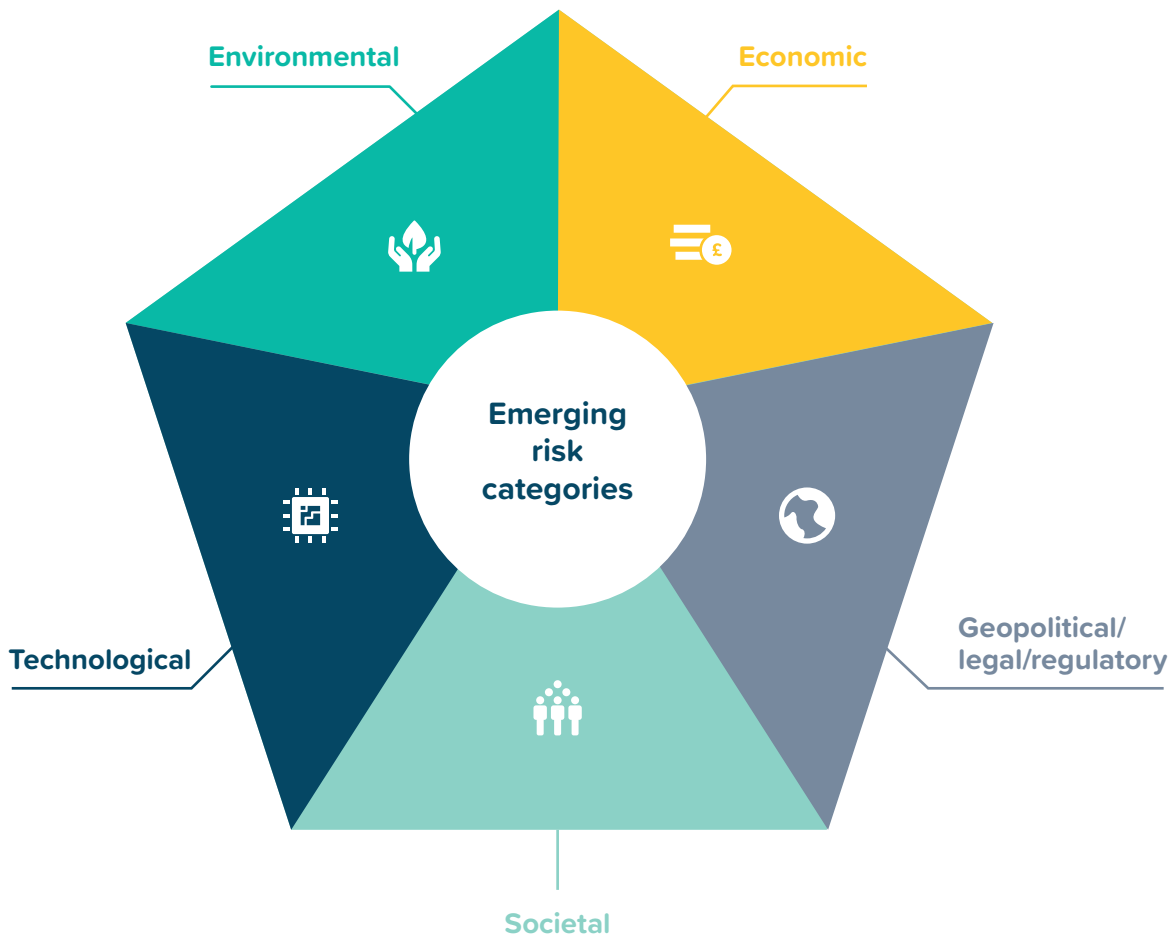 Environmental
Economic
£
Emerging
risk
categories
Technological
Geopolitical/
legal/regulatory
Societal